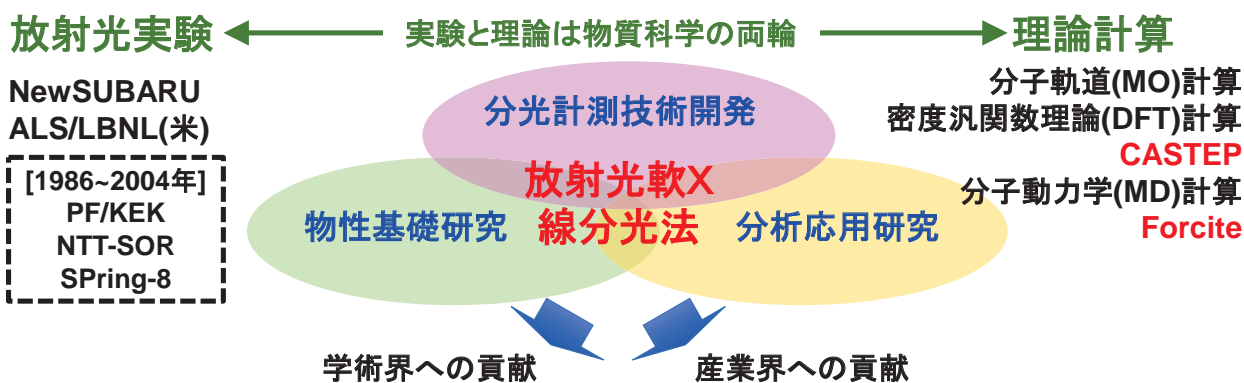 放射光実験
実験と理論は物質科学の両輪
理論計算
NewSUBARU
ALS/LBNL(米)
[1986~2004年]
PF/KEK
NTT-SOR
SPring-8
分光計測技術開発
放射光軟X
線分光法
物性基礎研究
分析応用研究
分子軌道(MO)計算
密度汎関数理論(DFT)計算
CASTEP
分子動力学(MD)計算
Forcite
学術界への貢献
産業界への貢献